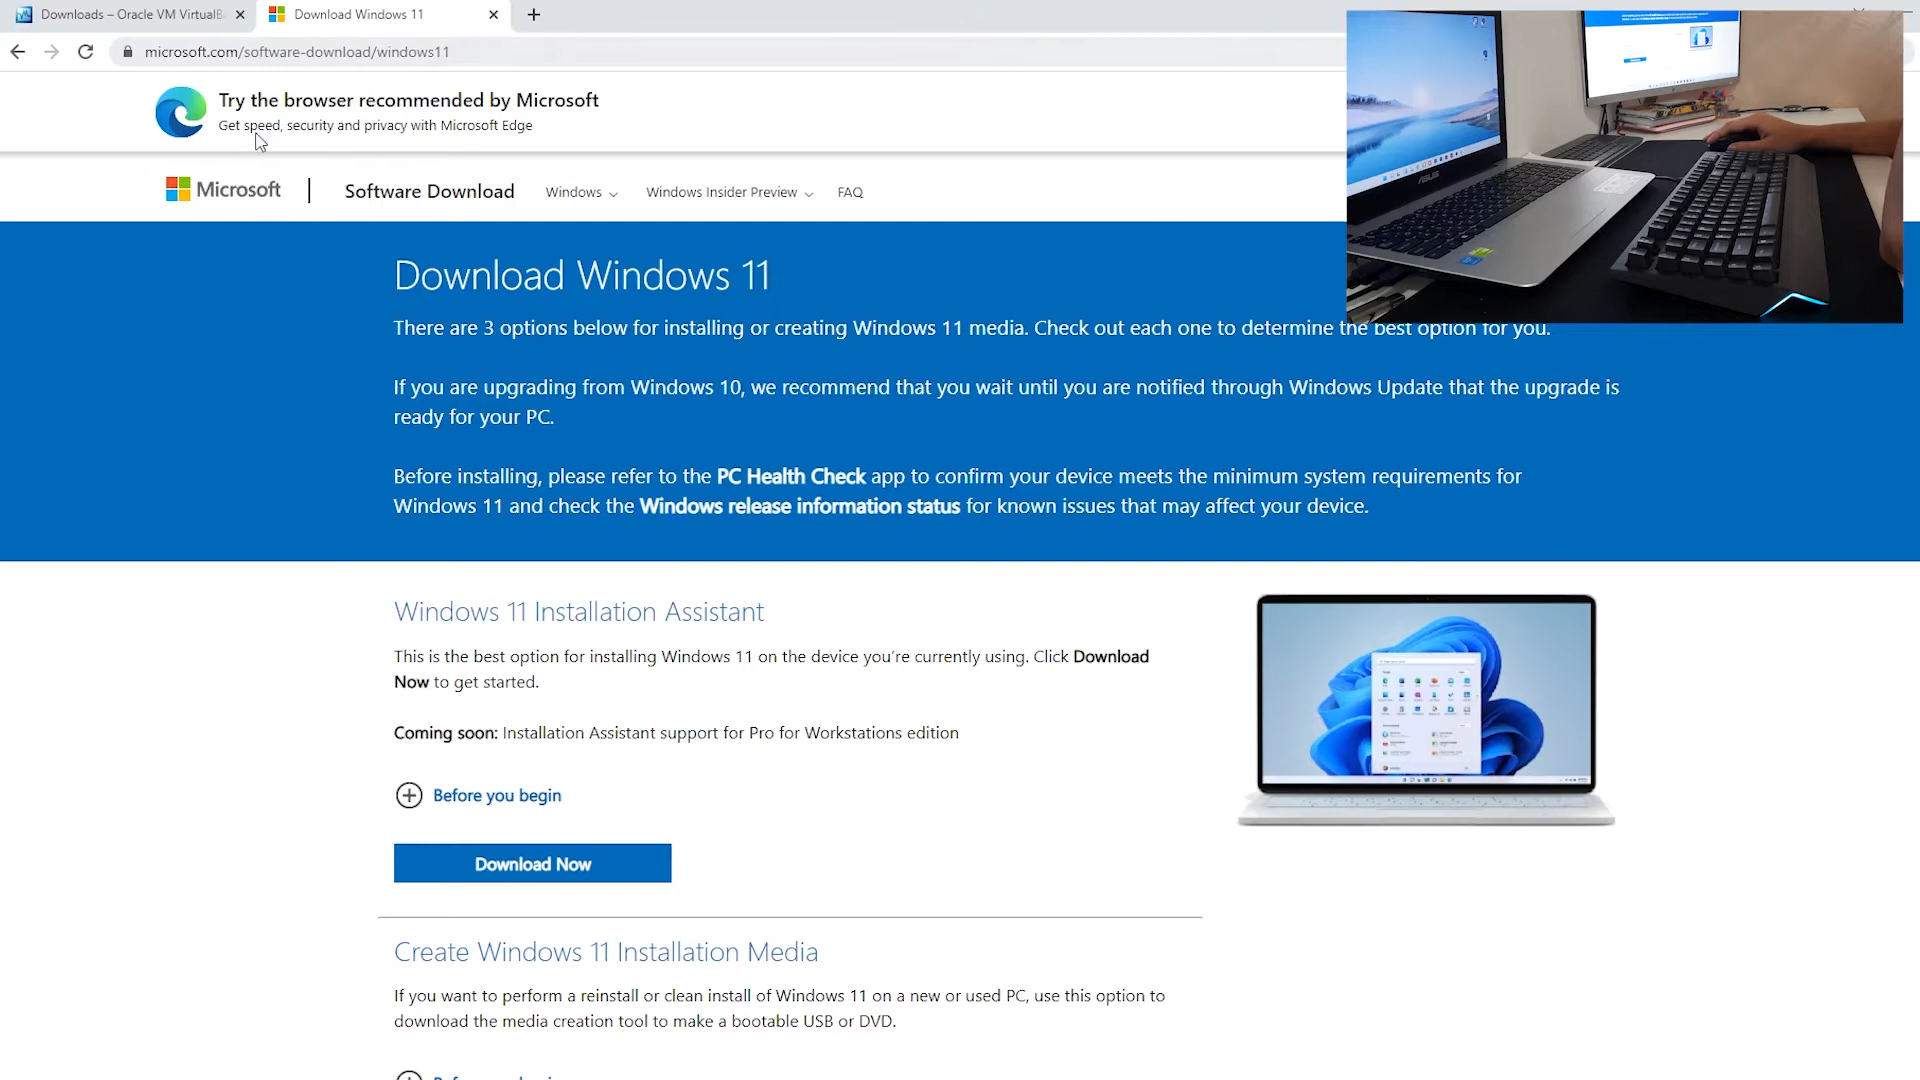 Downloads – Oracle VM VirtualB
Download Windows 11
microsoft.com/software-download/windows11
Try the browser recommended by Microsoft
Get speed, security and privacy with Microsoft Edge
Microsoft
Software Download
Windows
Windows Insider Preview
FAQ
Download Windows 11
There are 3 options below for installing or creating Windows 11 media. Check out each one to determine the best option for you.
If you are upgrading from Windows 10, we recommend that you wait until you are notified through Windows Update that the upgrade is
ready for your PC.
Before installing, please refer to the PC Health Check app to confirm your device meets the minimum system requirements for
Windows 11 and check the Windows release information status for known issues that may affect your device.
Windows 11 Installation Assistant
This is the best option for installing Windows 11 on the device you're currently using. Click Download
Now to get started.
Coming soon: Installation Assistant support for Pro for Workstations edition
Before you begin
Download Now
Create Windows 11 Installation Media
If you want to perform a reinstall or clean install of Windows 11 on a new or used PC, use this option to
download the media creation tool to make a bootable USB or DVD.
ASUS